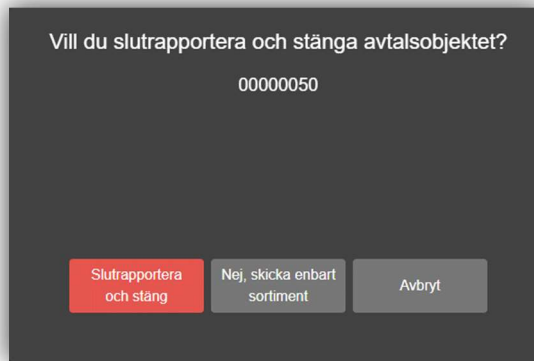 Vill du slutrapportera och stänga avtalsobjektet?
00000050
Slutrapportera
och stäng
Nej, skicka enbart
sortiment
Avbryt